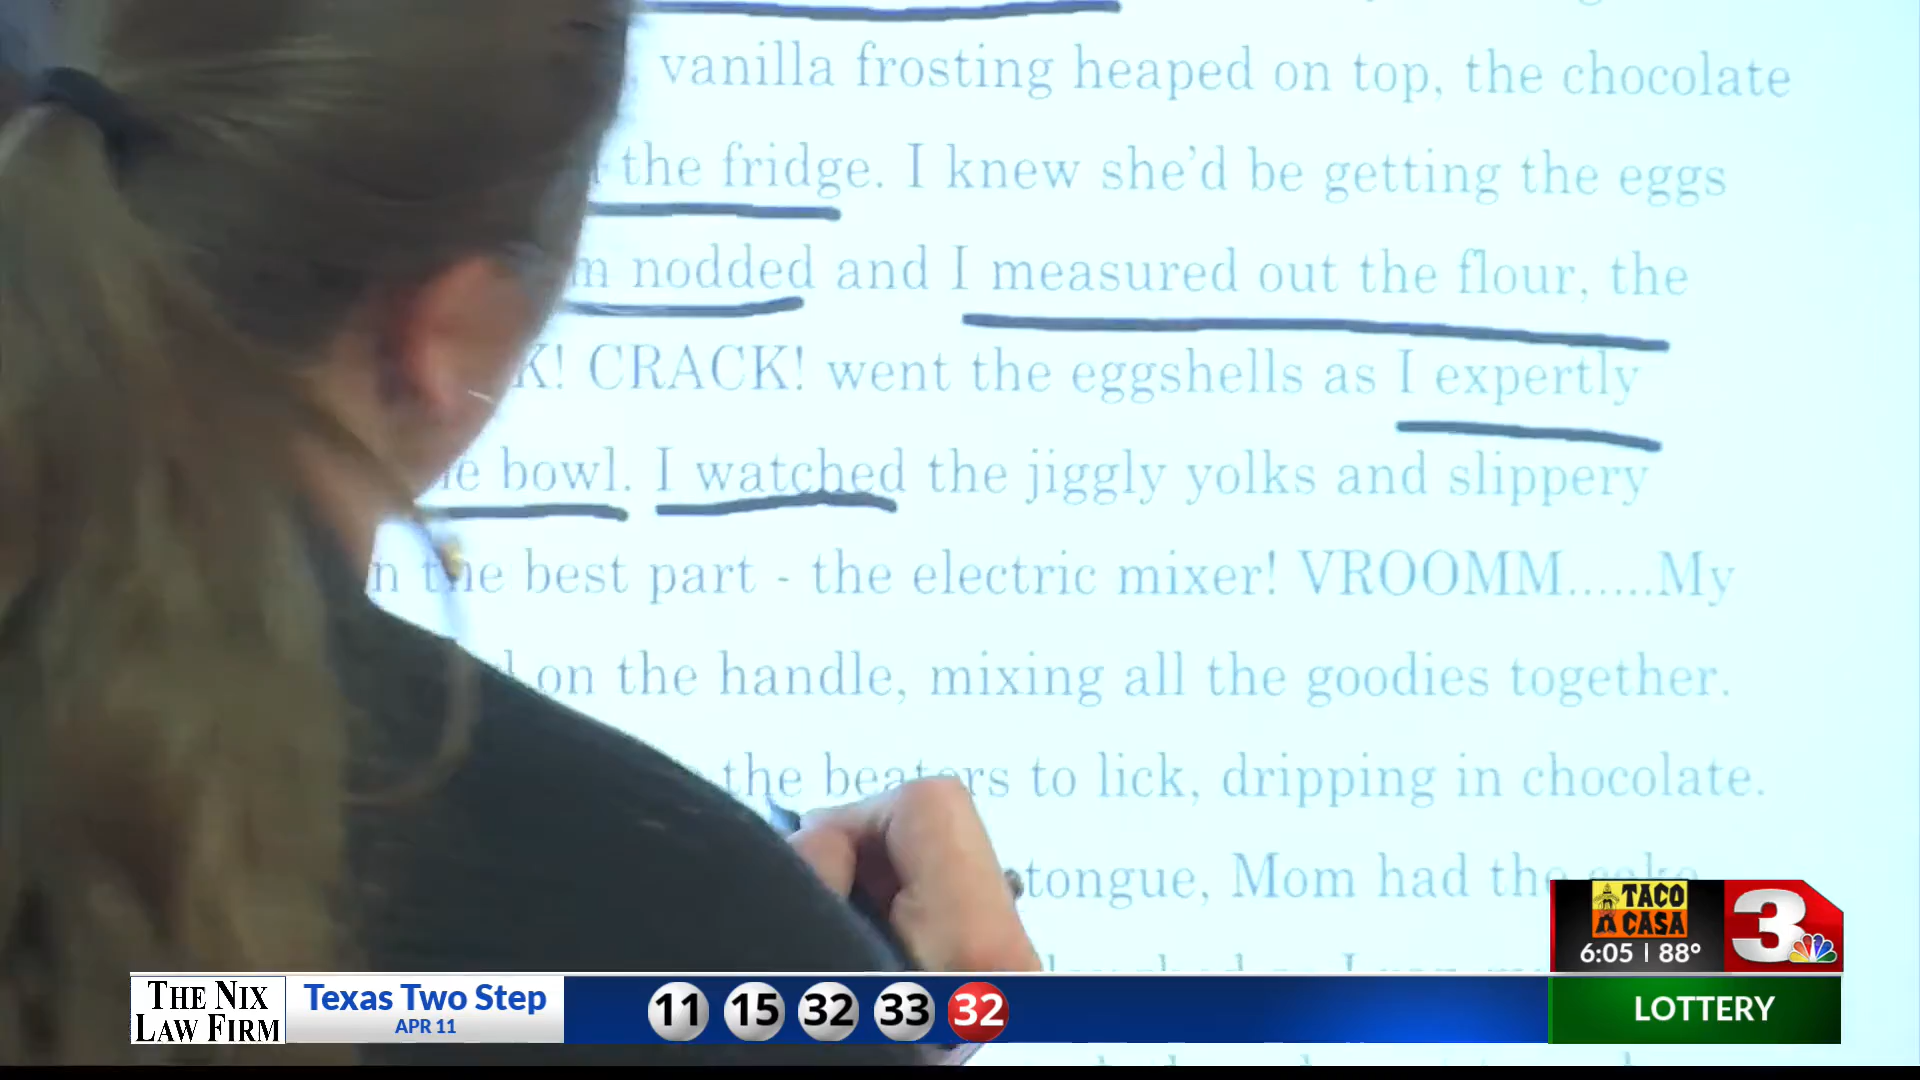 vanilla frosting heaped on top, the chocolate
the fridge. I knew she'd be getting the eggs
nodded and I measured out the flour, the
CRACK! went the eggshells as I expertly
bowl. I watched the jiggly yolks and slippery
the best part - the electric mixer! VROOMM......My
on the handle, mixing all the goodies together.
the beaters to lick, dripping in chocolate.
tongue, Mom had the cake
TACO
CASA
6:05 | 88°
3
THE NIX
LAW FIRM
Texas Two Step
APR 11
11 15 32 33 32
LOTTERY